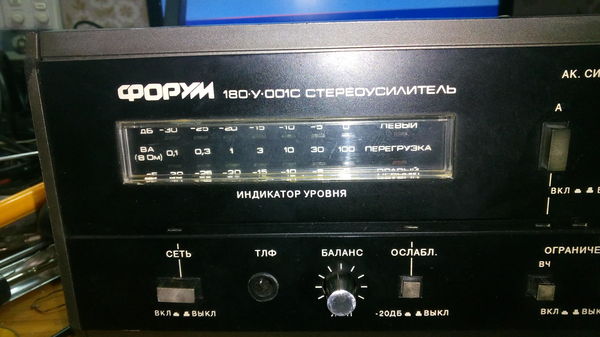 ФОРУМ 180-У-001С СТЕРЕОУСИЛИТЕЛЬ
АК. СИ
А
ДБ -30 -25 -20 -15 -10 -5 0 ЛЕВЫЙ
ВА (8 Ом) 0,1 0,3 1 3 10 30 100 ПЕРЕГРУЗКА
ИНДИКАТОР УРОВНЯ
ВКЛ ВЫКЛ
СЕТЬ ТЛФ БАЛАНС ОСЛАБЛ. ОГРАНИЧЕ
ВЧ
ВКЛ ВЫКЛ -20ДБ ВЫКЛ ВКЛ